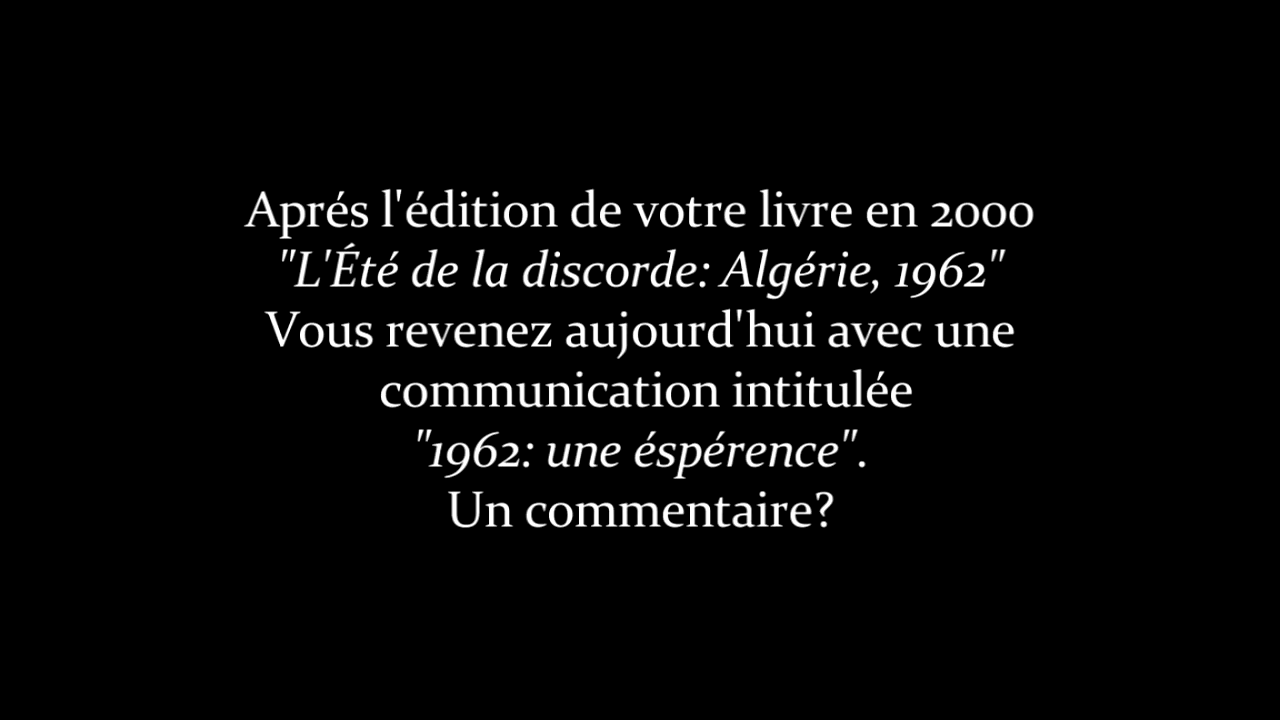 Aprés l'édition de votre livre en 2000
"L'Été de la discorde: Algérie, 1962"
Vous revenez aujourd'hui avec une
communication intitulée
"1962: une éspérence".
Un commentaire?